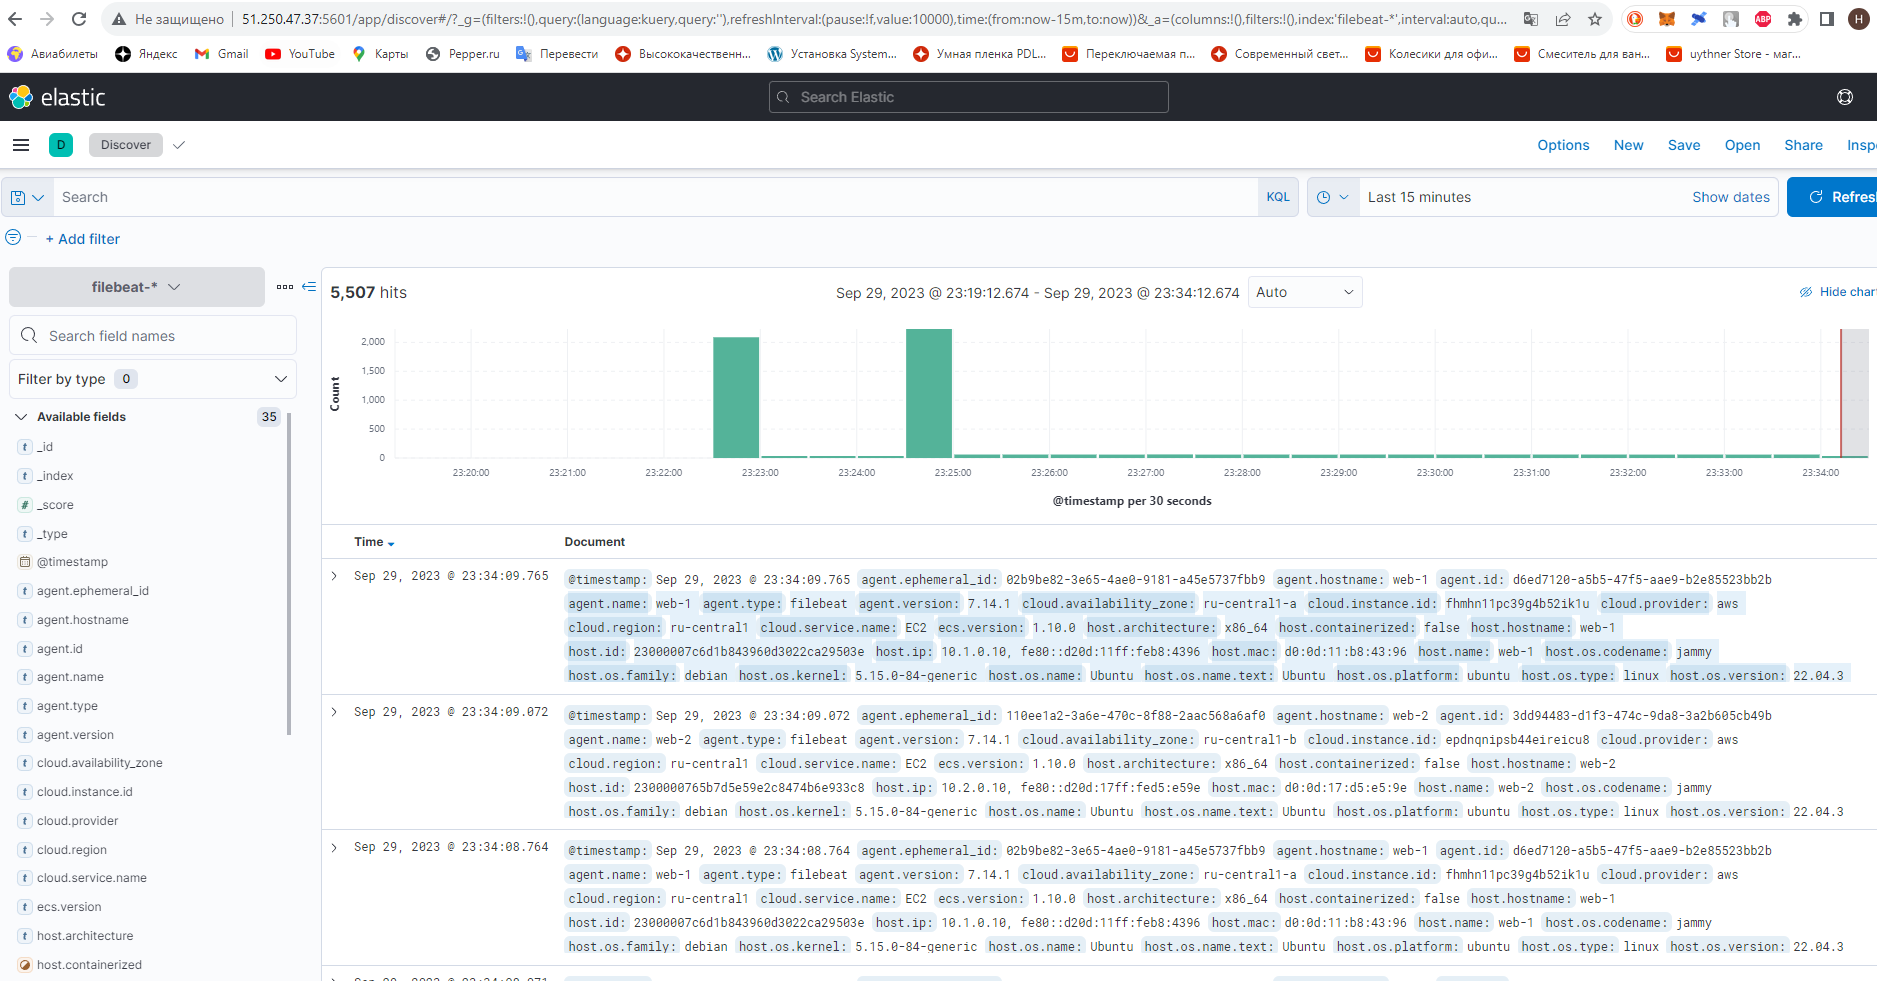 Не защищено 51.250.47.37:5601/app/discover#/?_g=(filters:!(),query:(language:kuery,query:''),refreshInterval:(pause:!f,value:10000),time:(from:now-15m,to:now))&_a=(columns:!(),filters:!(),index:'filebeat-*',interval:auto,qu... ABP H
Авиабилеты Яндекс Gmail YouTube Карты Pepper.ru Перевести Высококачественн... Установка System... Умная пленка PDL... Переключаемая п... Современный свет... Колесики для офи... Смеситель для ван... uythner Store - маг...
elastic Search Elastic
D Discover Options New Save Open Share Insp
Search KQL Last 15 minutes Show dates Refres
+ Add filter
filebeat-*
5,507 hits Sep 29, 2023 @ 23:19:12.674 - Sep 29, 2023 @ 23:34:12.674 Auto Hide char
Search field names
Filter by type 0
Available fields 35
t _id
t _index
# _score
t _type
@timestamp
t agent.ephemeral_id
t agent.hostname
t agent.id
t agent.name
t agent.type
t agent.version
t cloud.availability_zone
t cloud.instance.id
t cloud.provider
t cloud.region
t cloud.service.name
t ecs.version
t host.architecture
host.containerized
Count
2,000
1,500
1,000
500
0
23:20:00 23:21:00 23:22:00 23:23:00 23:24:00 23:25:00 23:26:00 23:27:00 23:28:00 23:29:00 23:30:00 23:31:00 23:32:00 23:33:00 23:34:00
@timestamp per 30 seconds
Time Document
Sep 29, 2023 @ 23:34:09.765 @timestamp: Sep 29, 2023 @ 23:34:09.765 agent.ephemeral_id: 02b9be82-3e65-4ae0-9181-a45e5737fbb9 agent.hostname: web-1 agent.id: d6ed7120-a5b5-47f5-aae9-b2e85523bb2b
agent.name: web-1 agent.type: filebeat agent.version: 7.14.1 cloud.availability_zone: ru-central1-a cloud.instance.id: fhmhn11pc39g4b52ik1u cloud.provider: aws
cloud.region: ru-central1 cloud.service.name: EC2 ecs.version: 1.10.0 host.architecture: x86_64 host.containerized: false host.hostname: web-1
host.id: 23000007c6d1b843960d3022ca29503e host.ip: 10.1.0.10, fe80::d20d:11ff:feb8:4396 host.mac: d0:0d:11:b8:43:96 host.name: web-1 host.os.codename: jammy
host.os.family: debian host.os.kernel: 5.15.0-84-generic host.os.name: Ubuntu host.os.name.text: Ubuntu host.os.platform: ubuntu host.os.type: linux host.os.version: 22.04.3
Sep 29, 2023 @ 23:34:09.072 @timestamp: Sep 29, 2023 @ 23:34:09.072 agent.ephemeral_id: 110ee1a2-3a6e-470c-8f88-2aac568a6af0 agent.hostname: web-2 agent.id: 3dd94483-d1f3-474c-9da8-3a2b605cb49b
agent.name: web-2 agent.type: filebeat agent.version: 7.14.1 cloud.availability_zone: ru-central1-b cloud.instance.id: epdnqnipsb44eireicu8 cloud.provider: aws
cloud.region: ru-central1 cloud.service.name: EC2 ecs.version: 1.10.0 host.architecture: x86_64 host.containerized: false host.hostname: web-2
host.id: 2300000765b7d5e59e2c8474b6e933c8 host.ip: 10.2.0.10, fe80::d20d:17ff:fed5:e59e host.mac: d0:0d:17:d5:e5:9e host.name: web-2 host.os.codename: jammy
host.os.family: debian host.os.kernel: 5.15.0-84-generic host.os.name: Ubuntu host.os.name.text: Ubuntu host.os.platform: ubuntu host.os.type: linux host.os.version: 22.04.3
Sep 29, 2023 @ 23:34:08.764 @timestamp: Sep 29, 2023 @ 23:34:08.764 agent.ephemeral_id: 02b9be82-3e65-4ae0-9181-a45e5737fbb9 agent.hostname: web-1 agent.id: d6ed7120-a5b5-47f5-aae9-b2e85523bb2b
agent.name: web-1 agent.type: filebeat agent.version: 7.14.1 cloud.availability_zone: ru-central1-a cloud.instance.id: fhmhn11pc39g4b52ik1u cloud.provider: aws
cloud.region: ru-central1 cloud.service.name: EC2 ecs.version: 1.10.0 host.architecture: x86_64 host.containerized: false host.hostname: web-1
host.id: 23000007c6d1b843960d3022ca29503e host.ip: 10.1.0.10, fe80::d20d:11ff:feb8:4396 host.mac: d0:0d:11:b8:43:96 host.name: web-1 host.os.codename: jammy
host.os.family: debian host.os.kernel: 5.15.0-84-generic host.os.name: Ubuntu host.os.name.text: Ubuntu host.os.platform: ubuntu host.os.type: linux host.os.version: 22.04.3